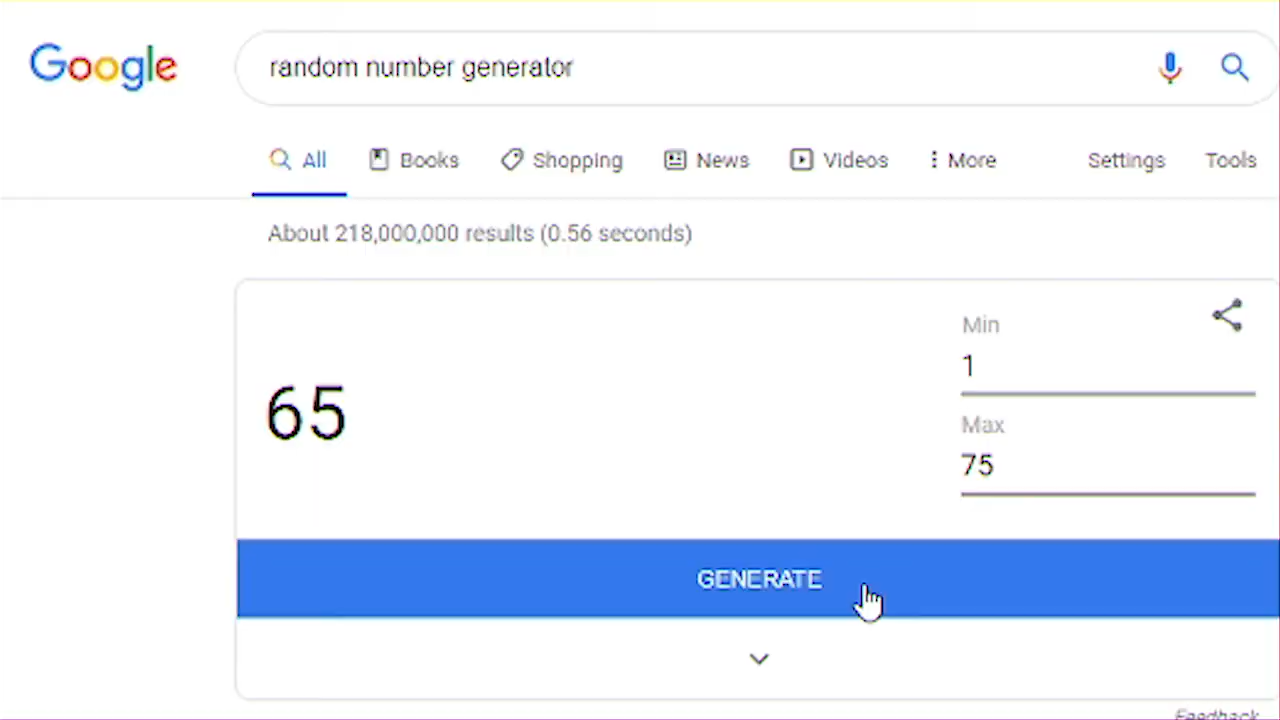 Google random number generator
All Books Shopping News Videos More Settings Tools
About 218,000,000 results (0.56 seconds)
Min
1
65
Max
75
GENERATE
Feedback